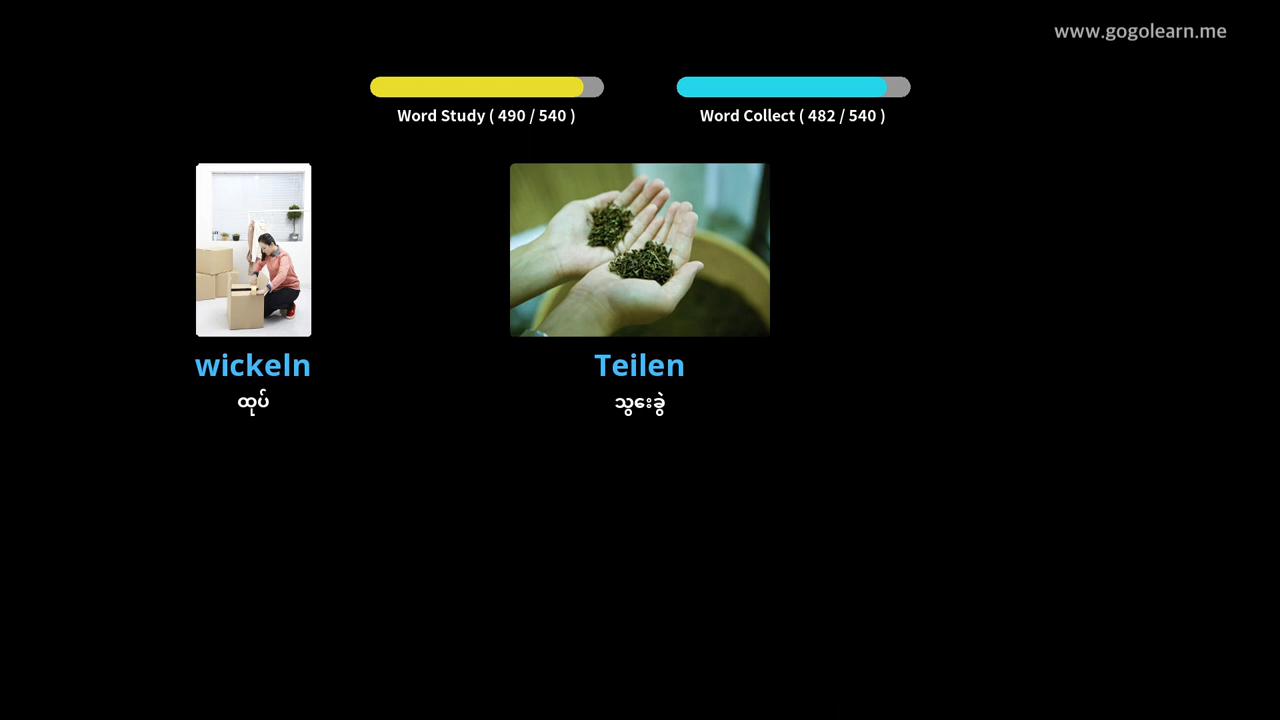 www.gogolearn.me
Word Study ( 490 / 540 )
Word Collect ( 482 / 540 )
wickeln
ထုပ်
Teilen
သွေးခွဲ